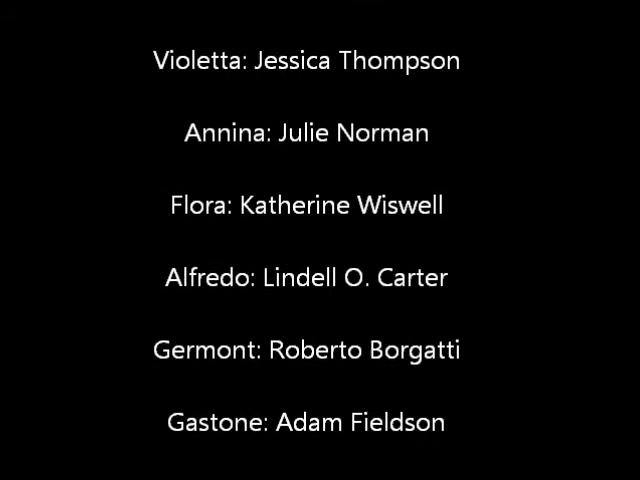 Violetta: Jessica Thompson
Annina: Julie Norman
Flora: Katherine Wiswell
Alfredo: Lindell O. Carter
Germont: Roberto Borgatti
Gastone: Adam Fieldson